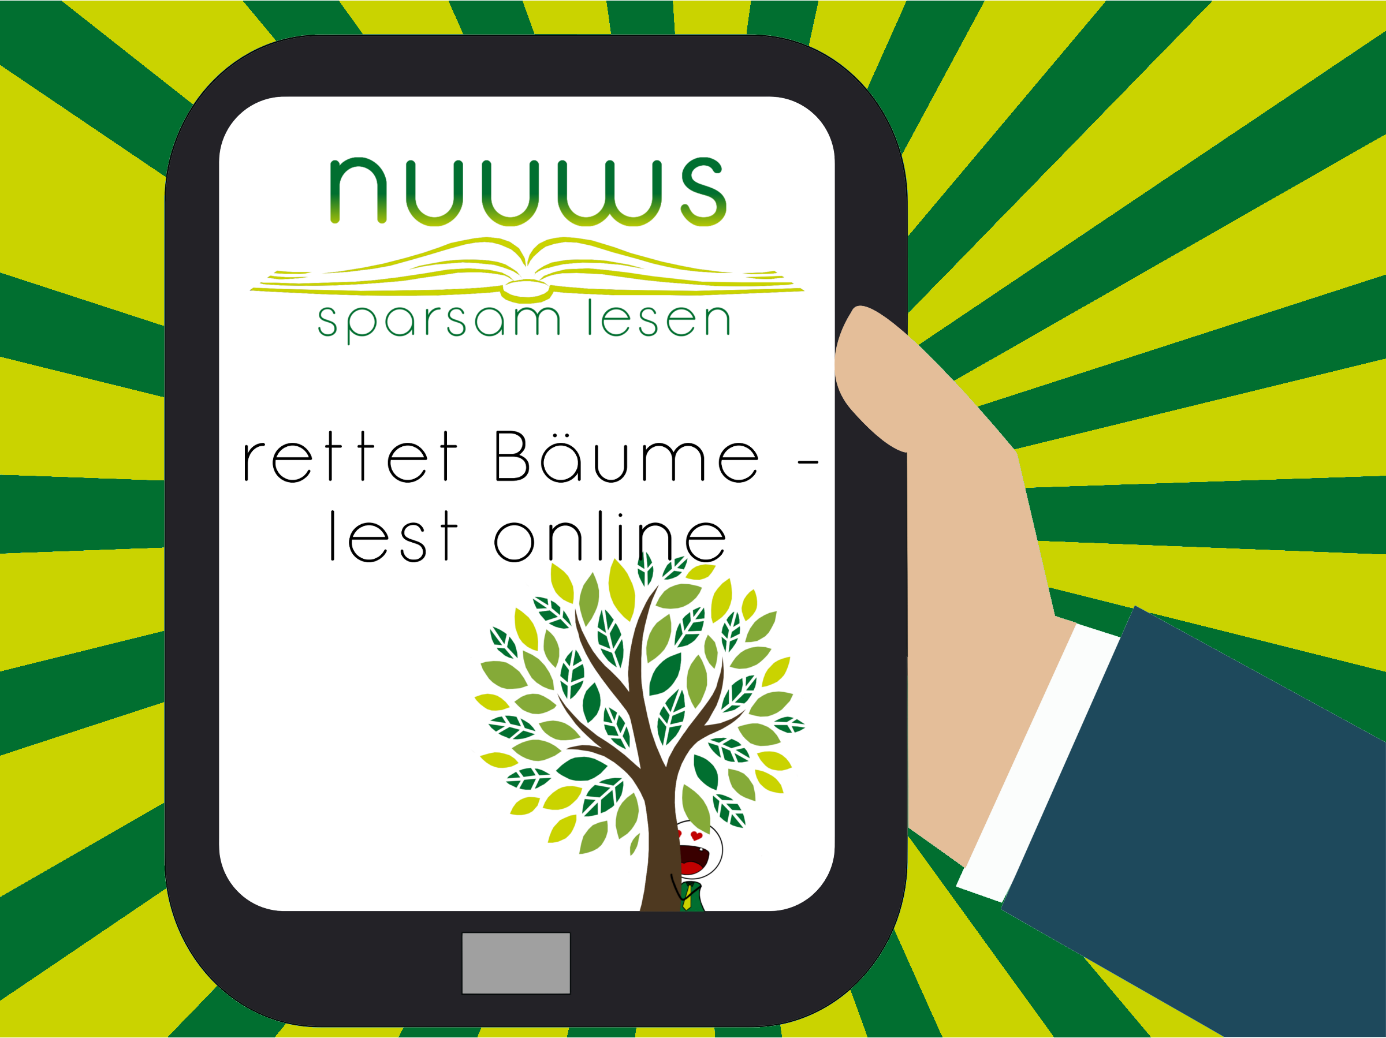 nuuws
sparsam lesen
rettet Bäume -
lest online